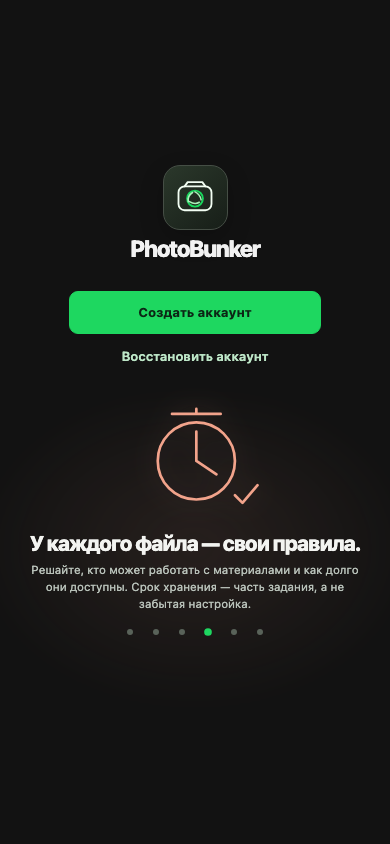 PhotoBunker
Создать аккаунт
Восстановить аккаунт
У каждого файла — свои правила.
Решайте, кто может работать с материалами и как долго
они доступны. Срок хранения — часть задания, а не
забытая настройка.